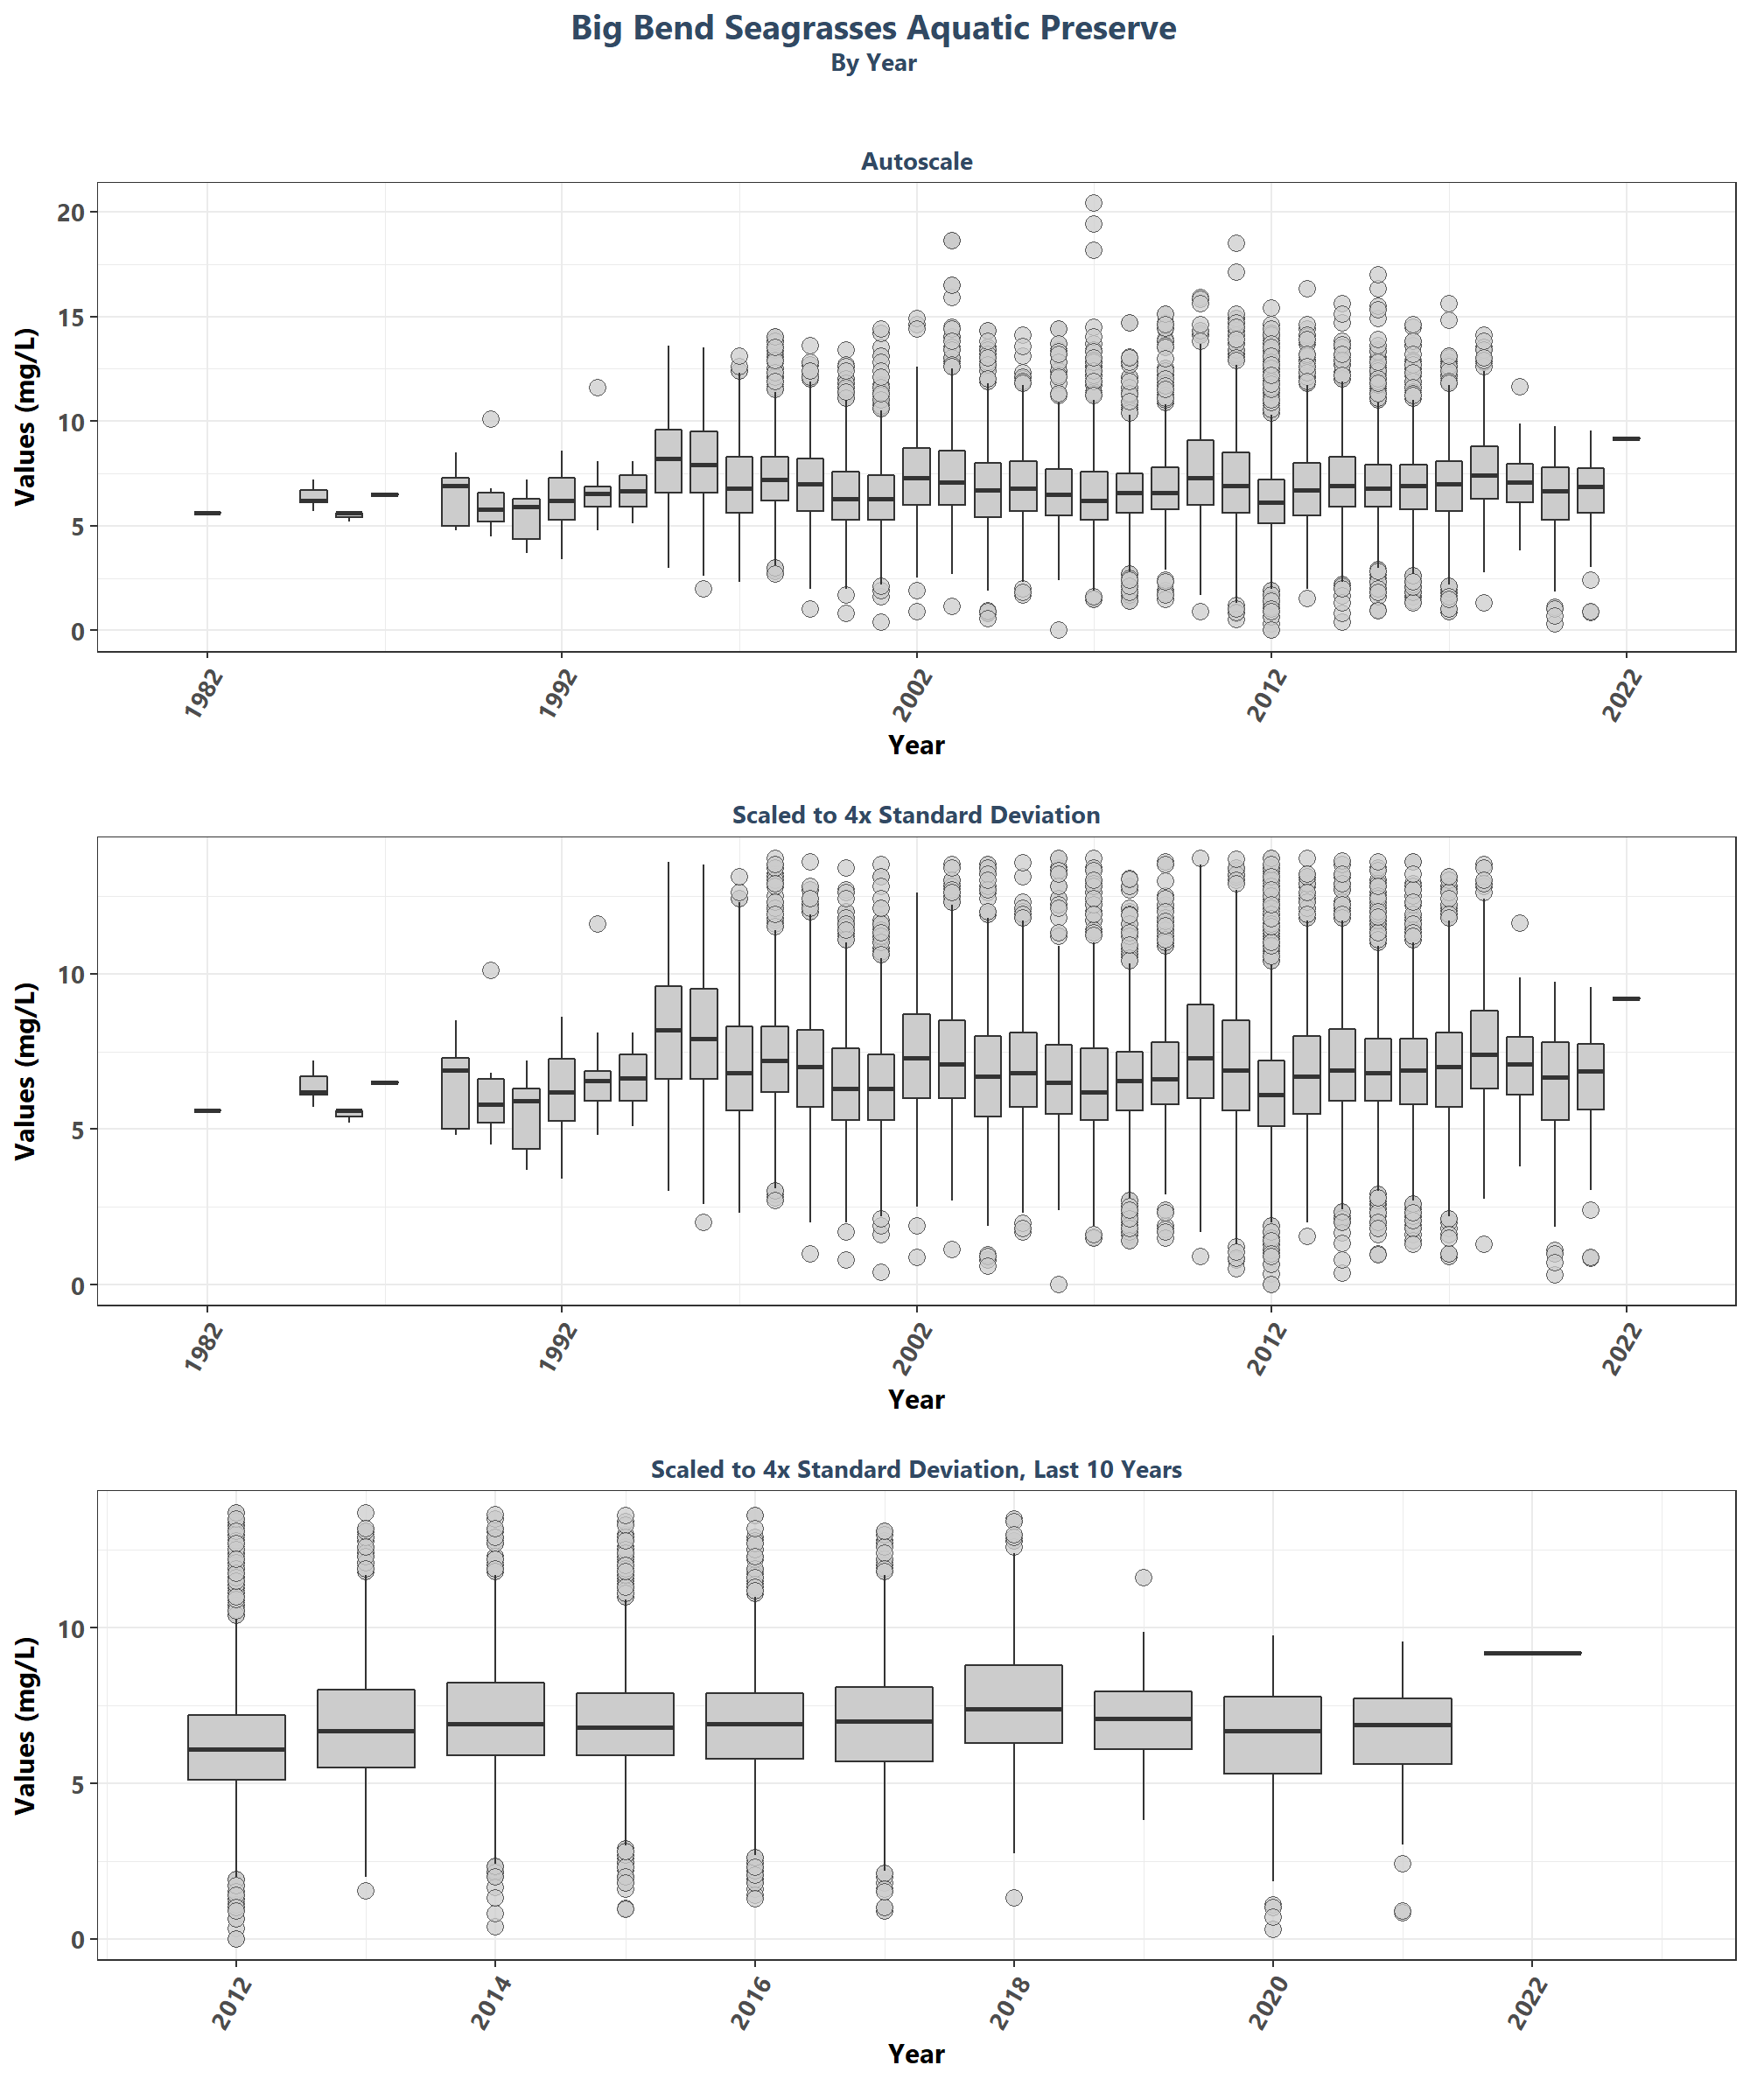 Big Bend Seagrasses Aquatic Preserve
By Year
Autoscale
Values (mg/L)
20
15
10
5
0
1982
1992
2002
2012
2022
Year
Scaled to 4x Standard Deviation
Values (mg/L)
10
5
0
1982
1992
2002
2012
2022
Year
Scaled to 4x Standard Deviation, Last 10 Years
Values (mg/L)
10
5
0
2012
2014
2016
2018
2020
2022
Year